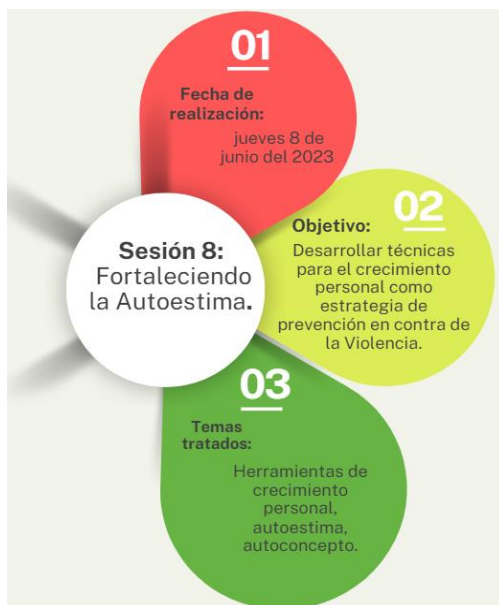 01
Fecha de
realización:
jueves 8 de
junio del 2023
02
Objetivo:
Desarrollar técnicas
para el crecimiento
personal como
estrategia de
prevención en contra de
la Violencia.
Sesión 8:
Fortaleciendo
la Autoestima.
03
Temas
tratados:
Herramientas de
crecimiento
personal,
autoestima,
autoconcepto.